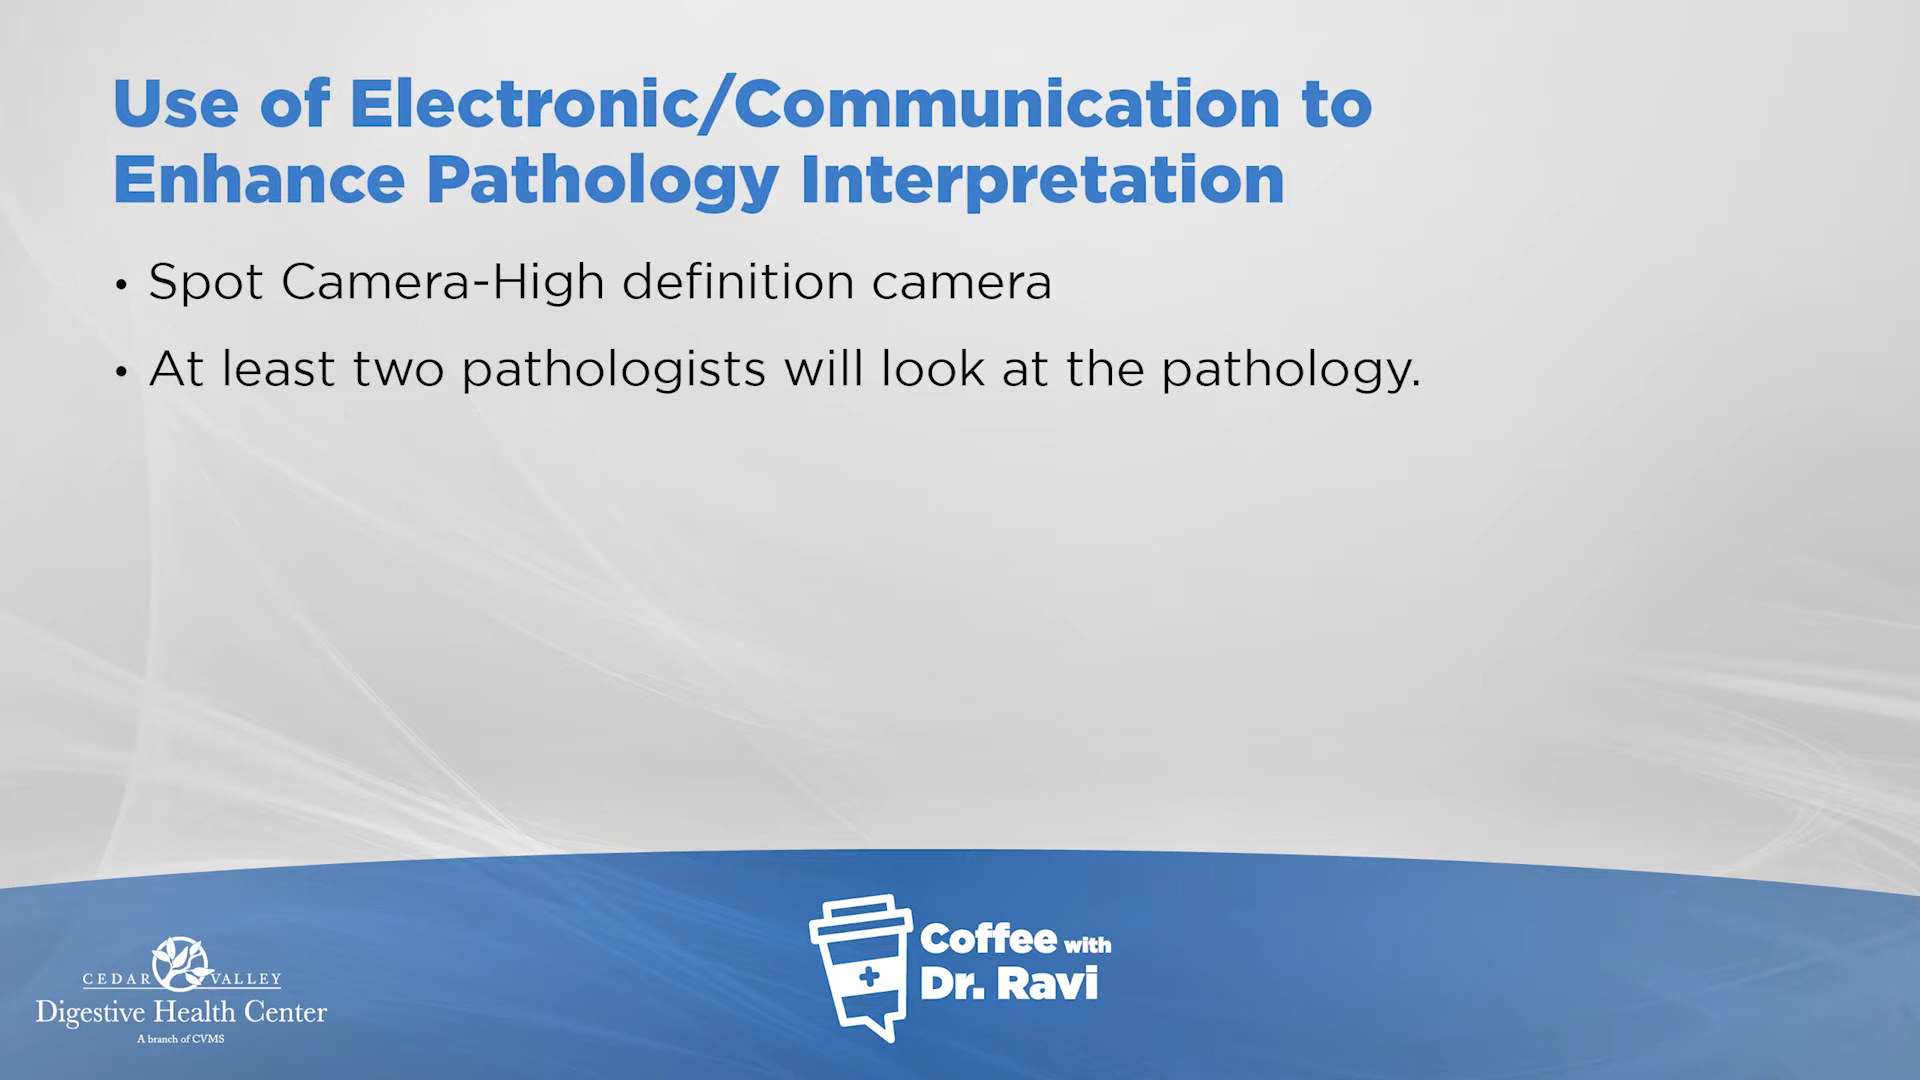 Use of Electronic/Communication to
Enhance Pathology Interpretation
• Spot Camera-High definition camera
• At least two pathologists will look at the pathology.
Coffee with
Dr. Ravi
CEDAR VALLEY
Digestive Health Center
A branch of CVMS